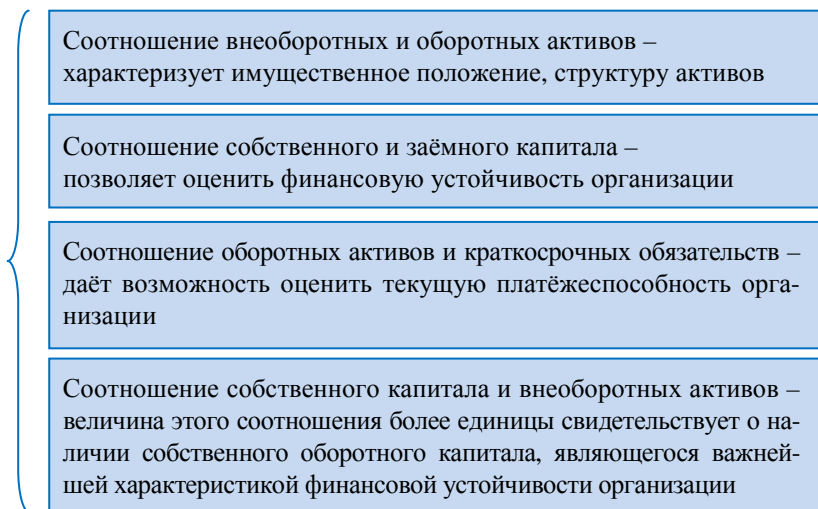 Соотношение внеоборотных и оборотных активов –
характеризует имущественное положение, структуру активов
Соотношение собственного и заёмного капитала –
позволяет оценить финансовую устойчивость организации
Соотношение оборотных активов и краткосрочных обязательств –
даёт возможность оценить текущую платёжеспособность орга-
низации
Соотношение собственного капитала и внеоборотных активов –
величина этого соотношения более единицы свидетельствует о на-
личии собственного оборотного капитала, являющегося важней-
шей характеристикой финансовой устойчивости организации